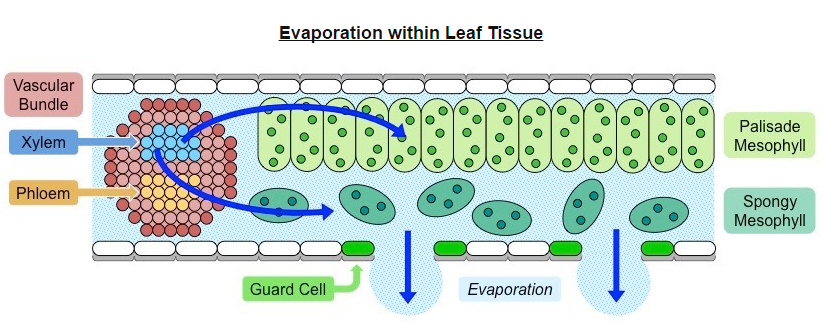 Evaporation within Leaf Tissue
Vascular
Bundle
Xylem
Phloem
Palisade
Mesophyll
Spongy
Mesophyll
Guard Cell
Evaporation